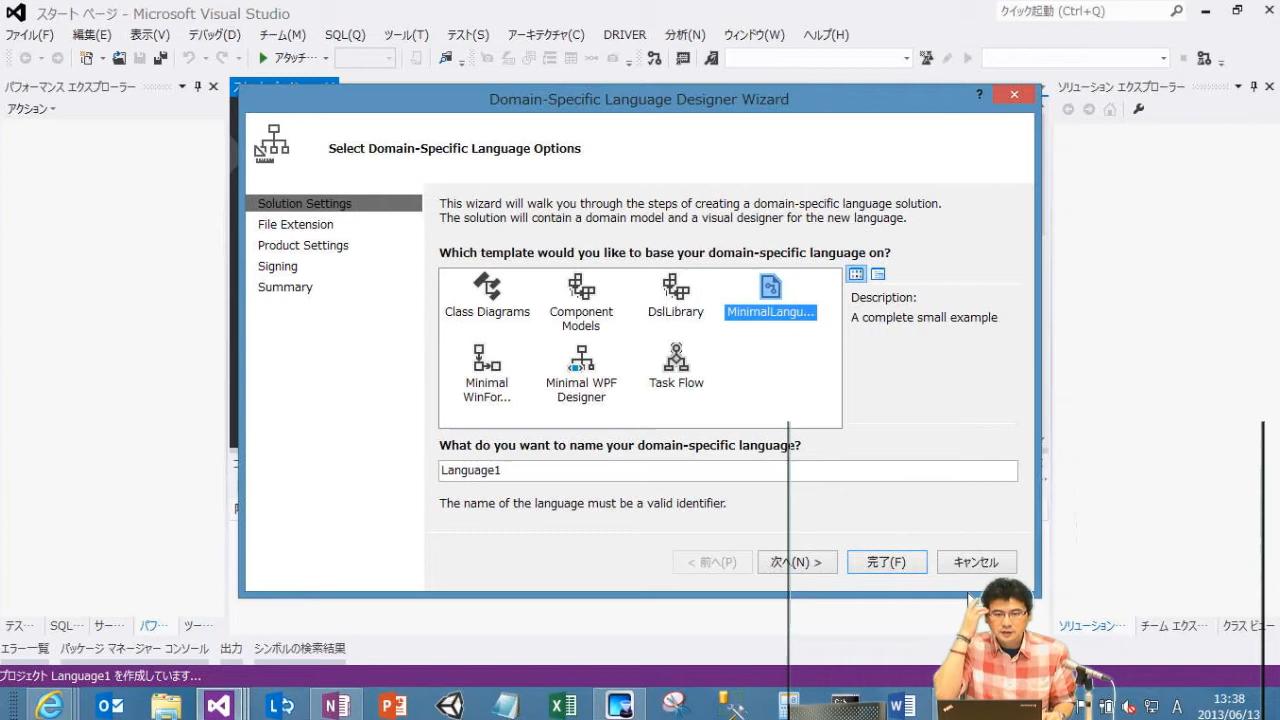 スタート ページ - Microsoft Visual Studio
クイック起動 (Ctrl+Q)
ファイル(F) 編集(E) 表示(V) デバッグ(D) チーム(M) SQL(Q) ツール(T) テスト(S) アーキテクチャ(C) DRIVER 分析(N) ウィンドウ(W) ヘルプ(H)
アタッチ...
パフォーマンス エクスプローラー
ソリューション エクスプローラー
アクション
Domain-Specific Language Designer Wizard
Select Domain-Specific Language Options
Solution Settings
File Extension
Product Settings
Signing
Summary
This wizard will walk you through the steps of creating a domain-specific language solution.
The solution will contain a domain model and a visual designer for the new language.
Which template would you like to base your domain-specific language on?
Class Diagrams
Component Models
DslLibrary
MinimalLangu...
Minimal WinFor...
Minimal WPF Designer
Task Flow
Description:
A complete small example
What do you want to name your domain-specific language?
Language1
The name of the language must be a valid identifier.
< 前へ(P) 次へ(N) > 完了(F) キャンセル
テス… SQL… サー… パフ… ツー…
ソリューション… チーム エクス… クラス ビュー
エラー一覧 パッケージ マネージャー コンソール 出力 シンボルの検索結果
プロジェクト Language1 を作成しています...
13:38
2013/06/13